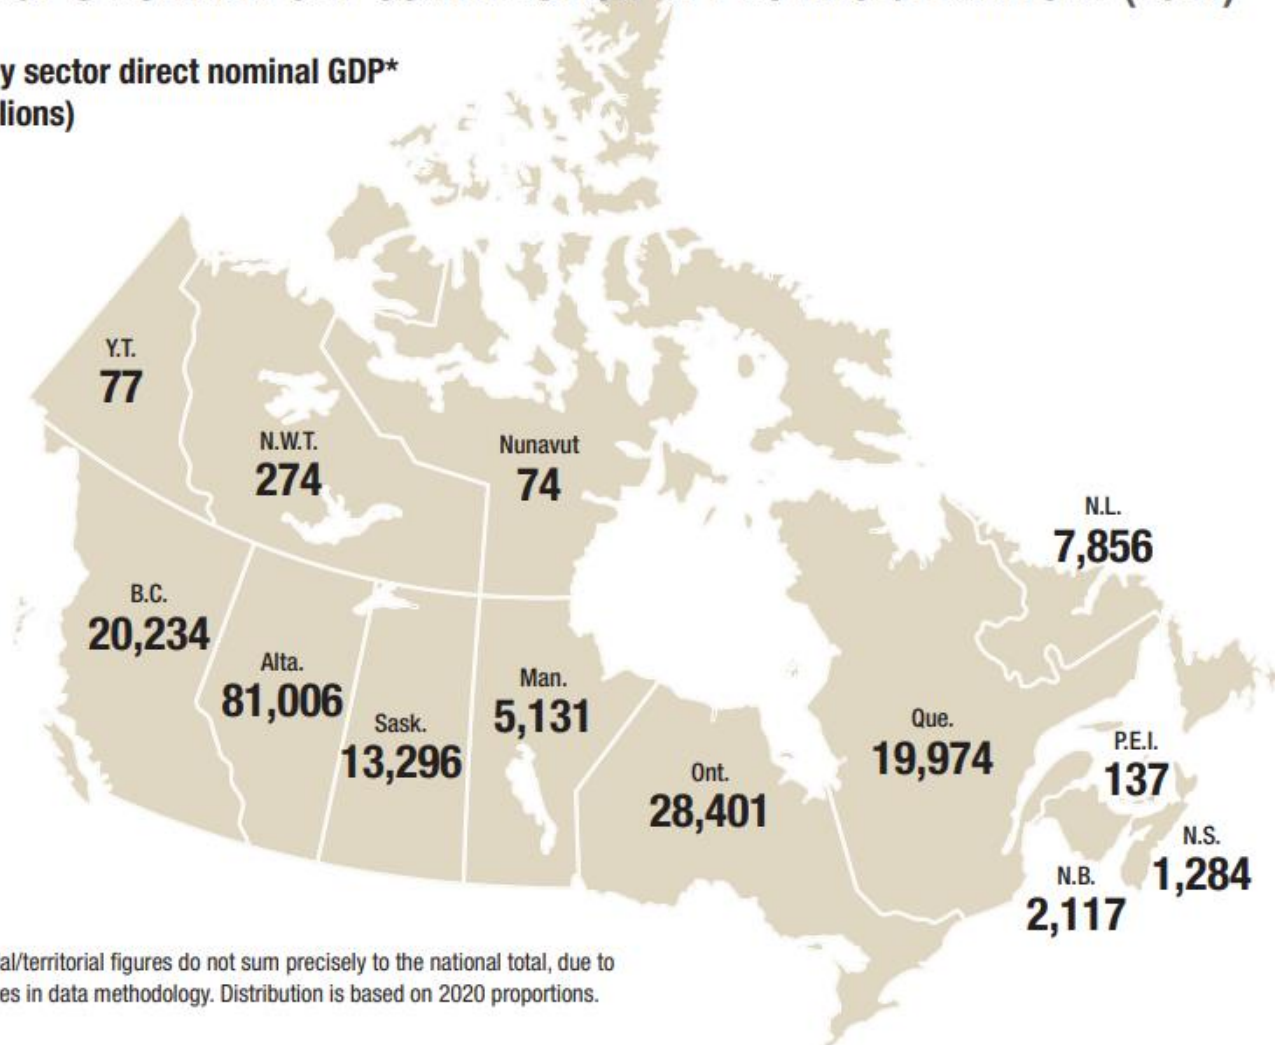 y sector direct nominal GDP*
lions)
Y.T.
77
N.W.T.
274
Nunavut
74
N.L.
7,856
B.C.
20,234
Alta.
81,006
Sask.
13,296
Man.
5,131
Ont.
28,401
Que.
19,974
P.E.I.
137
N.S.
1,284
N.B.
2,117
al/territorial figures do not sum precisely to the national total, due to
es in data methodology. Distribution is based on 2020 proportions.